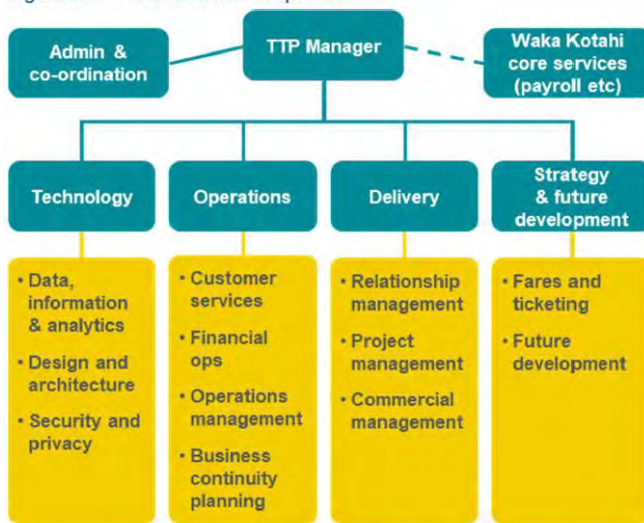 Admin &
co-ordination
TTP Manager
Waka Kotahi
core services
(payroll etc)
Technology
Operations
Delivery
Strategy
& future
development
• Data,
information
& analytics
• Design and
architecture
• Security and
privacy
• Customer
services
• Financial
ops
• Operations
management
• Business
continuity
planning
• Relationship
management
• Project
management
• Commercial
management
• Fares and
ticketing
• Future
development